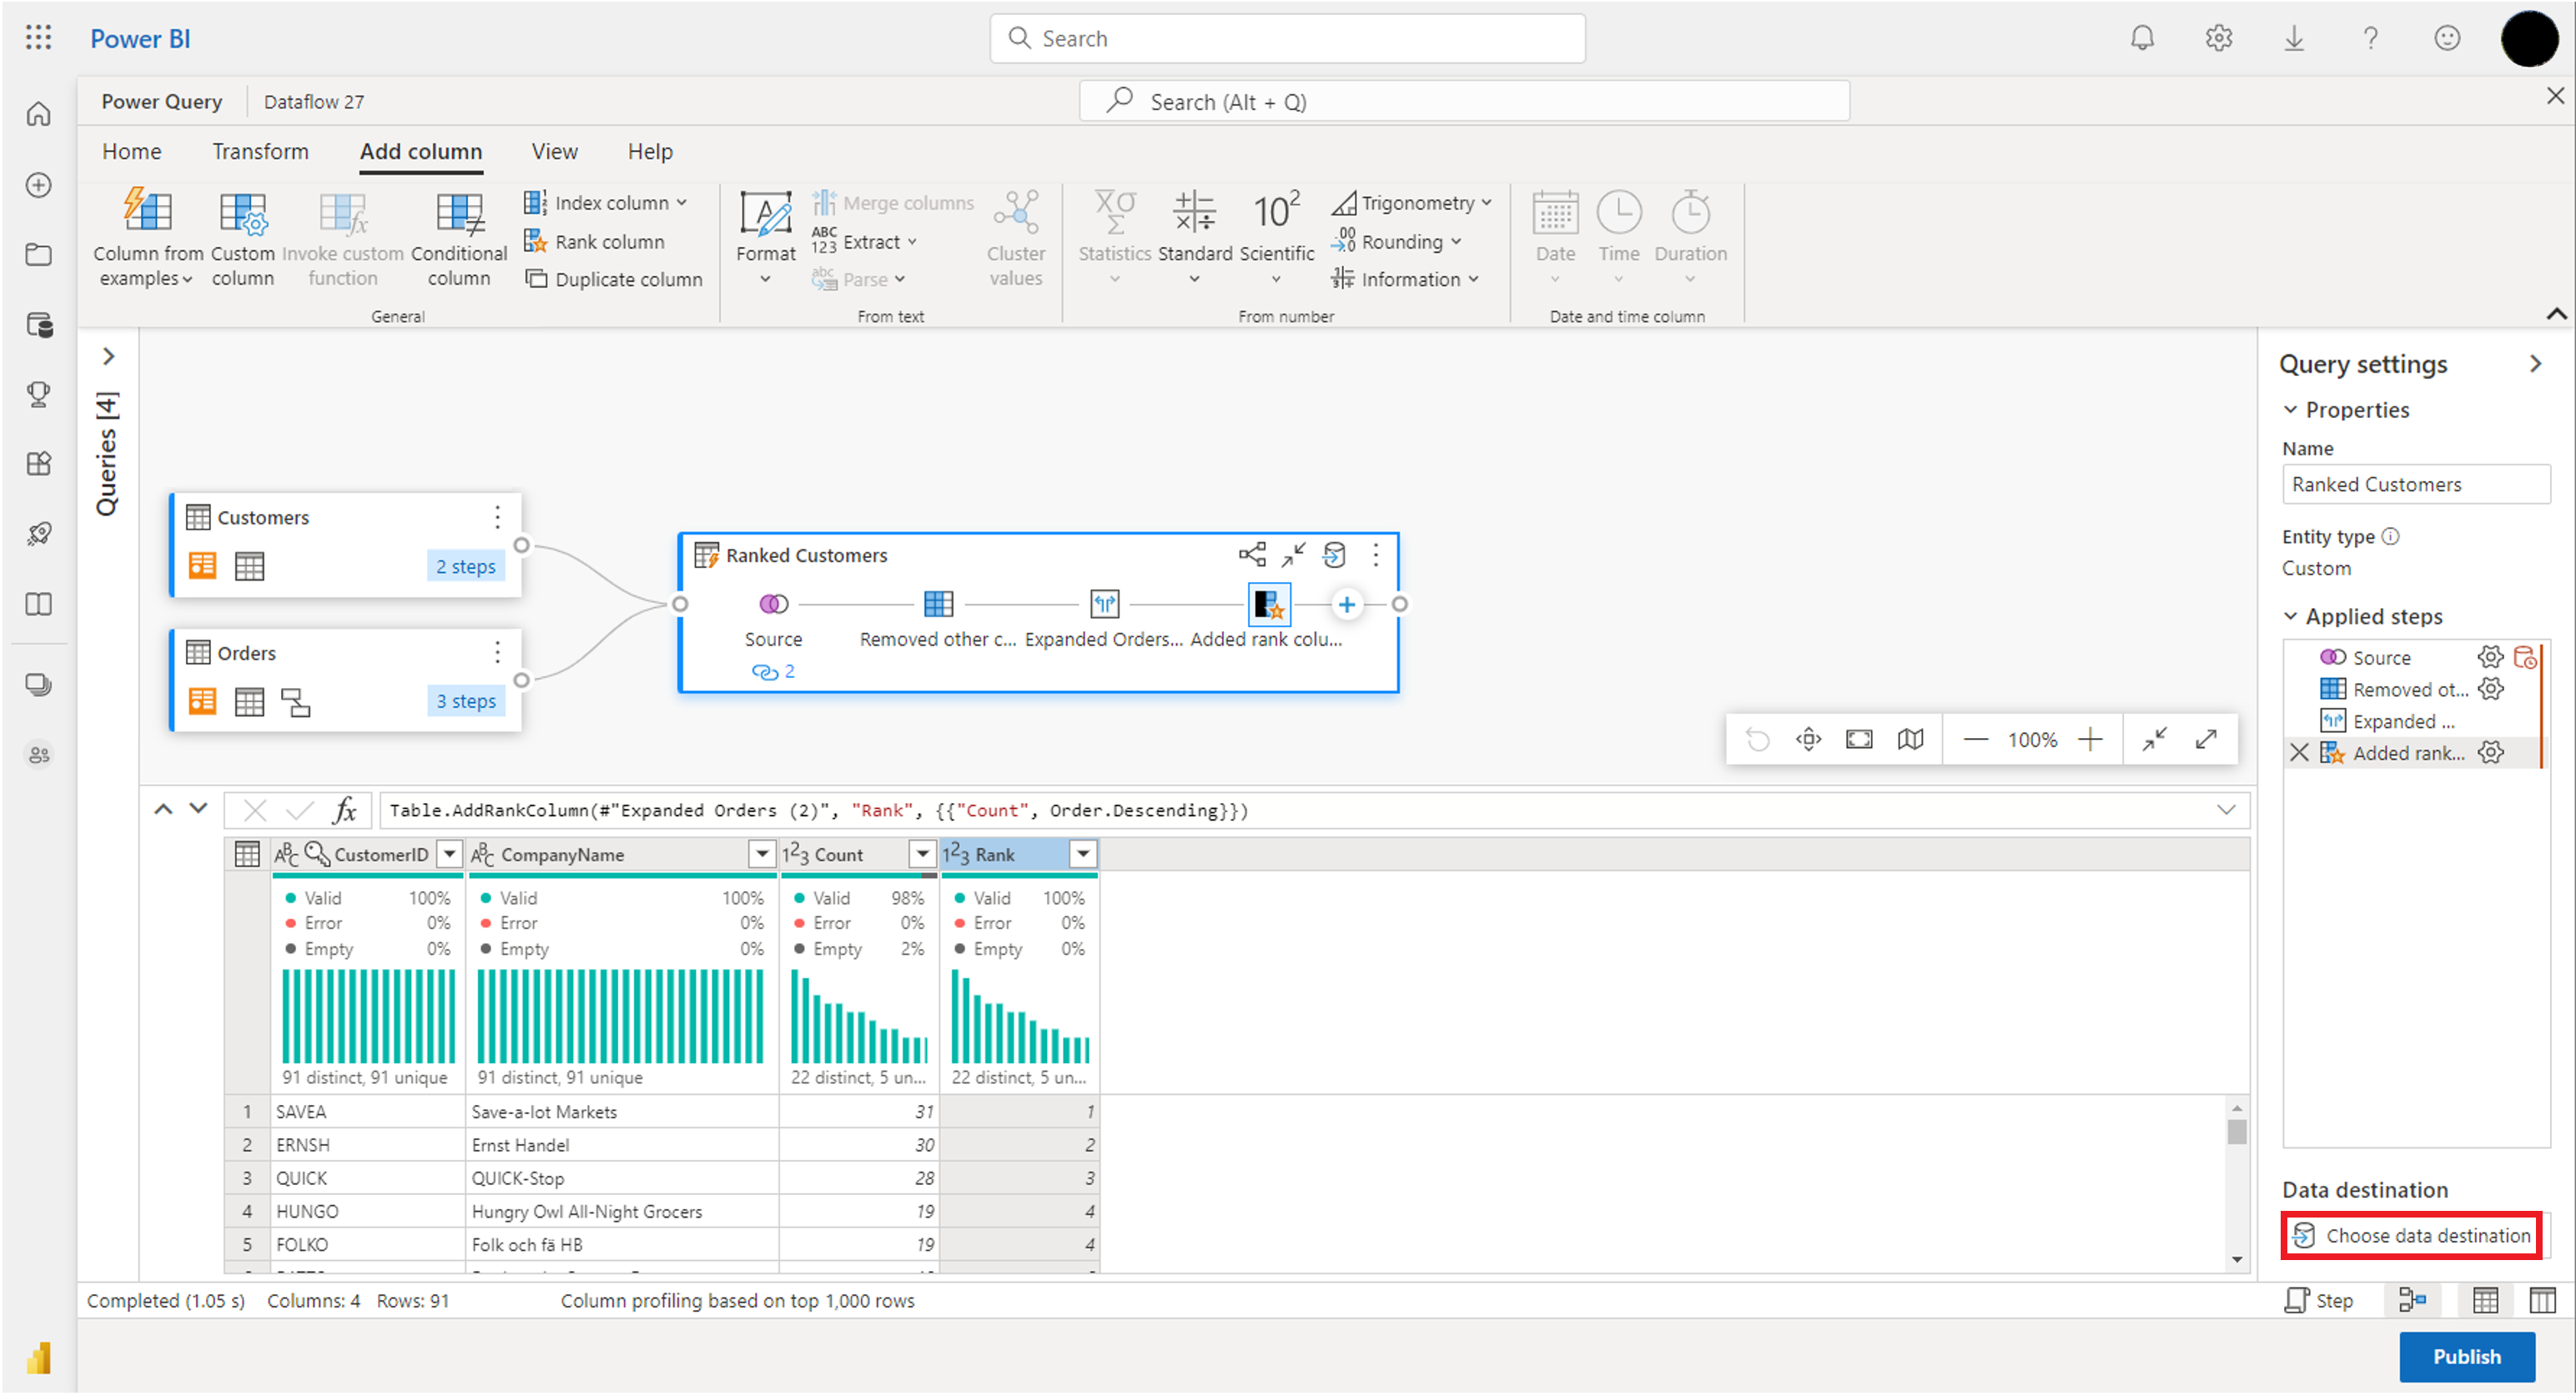 Power BI
Search
Power Query
Dataflow 27
Search (Alt + Q)
Home
Transform
Add column
View
Help
Column from examples
Custom column
Invoke custom function
Conditional column
Index column
Rank column
Duplicate column
General
Format
Merge columns
ABC 123 Extract
abc Parse
Cluster values
From text
Statistics
Standard
10² Scientific
Trigonometry
.00 Rounding
Information
From number
Date
Time
Duration
Date and time column
Queries [4]
Customers
2 steps
Orders
3 steps
Ranked Customers
Source
Removed other c...
Expanded Orders...
Added rank colu...
2
100%
Query settings
Properties
Name
Ranked Customers
Entity type
Custom
Applied steps
Source
Removed ot...
Expanded ...
Added rank...
Data destination
Choose data destination
fx
Table.AddRankColumn(#"Expanded Orders (2)", "Rank", {{"Count", Order.Descending}})
ABC CustomerID
ABC CompanyName
123 Count
123 Rank
Valid 100% Valid 100% Valid 98% Valid 100%
Error 0% Error 0% Error 0% Error 0%
Empty 0% Empty 0% Empty 2% Empty 0%
91 distinct, 91 unique 91 distinct, 91 unique 22 distinct, 5 un... 22 distinct, 5 un...
1 SAVEA Save-a-lot Markets 31 1
2 ERNSH Ernst Handel 30 2
3 QUICK QUICK-Stop 28 3
4 HUNGO Hungry Owl All-Night Grocers 19 4
5 FOLKO Folk och fä HB 19 4
Completed (1.05 s) Columns: 4 Rows: 91 Column profiling based on top 1,000 rows
Step
Publish